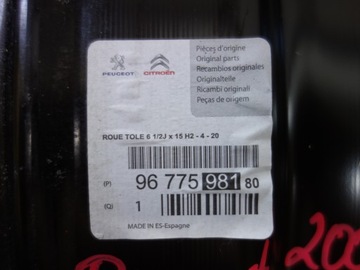 PEUGEOT CITROËN
Pièces d'origine
Original parts
Recambios originales
Originalteile
Ricambi originali
Peças de origem
ROUE TOLE 6 1/2J x 15 H2 - 4 - 20
(P) 96 775 981 80
(Q) 1
MADE IN ES-Espagne
200